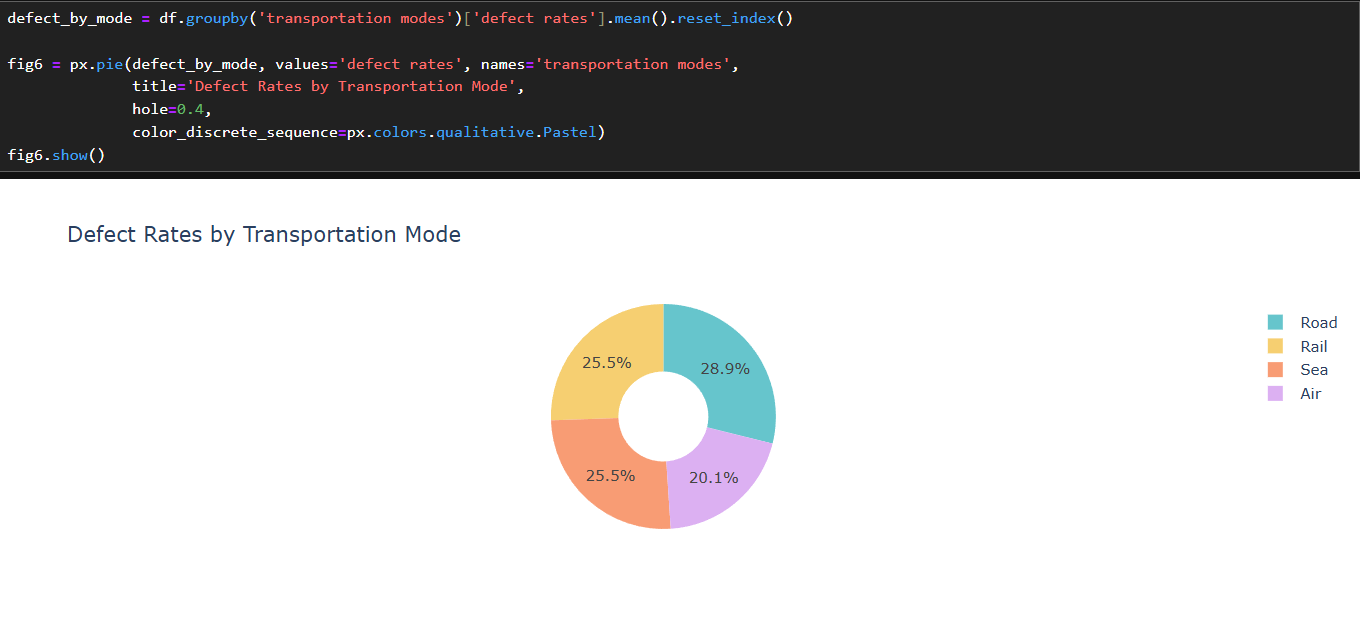 defect_by_mode = df.groupby('transportation modes')['defect rates'].mean().reset_index()
fig6 = px.pie(defect_by_mode, values='defect rates', names='transportation modes',
title='Defect Rates by Transportation Mode',
hole=0.4,
color_discrete_sequence=px.colors.qualitative.Pastel)
fig6.show()
Defect Rates by Transportation Mode
25.5%
28.9%
25.5%
20.1%
Road
Rail
Sea
Air